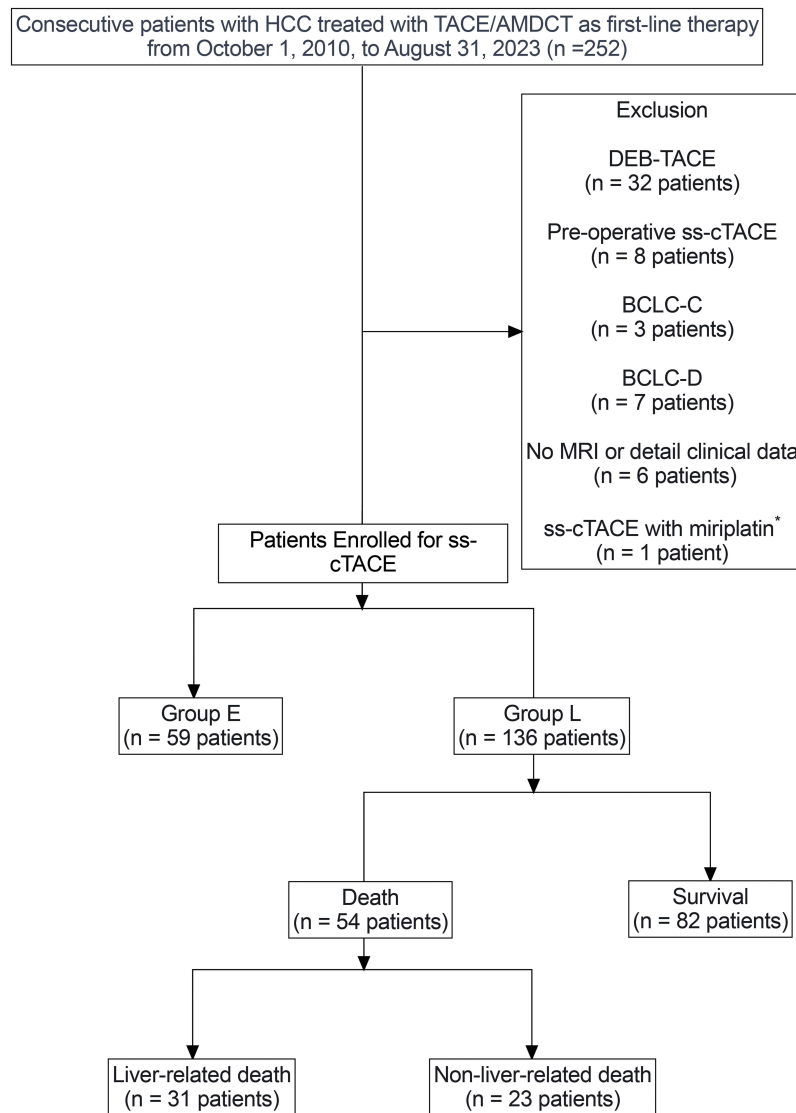 Consecutive patients with HCC treated with TACE/AMDCT as first-line therapy
from October 1, 2010, to August 31, 2023 (n =252)
Exclusion
DEB-TACE
(n = 32 patients)
Pre-operative ss-cTACE
(n = 8 patients)
BCLC-C
(n = 3 patients)
BCLC-D
(n = 7 patients)
No MRI or detail clinical data
(n = 6 patients)
ss-cTACE with miriplatin*
(n = 1 patient)
Patients Enrolled for ss-
cTACE
Group E
(n = 59 patients)
Group L
(n = 136 patients)
Death
(n = 54 patients)
Survival
(n = 82 patients)
Liver-related death
(n = 31 patients)
Non-liver-related death
(n = 23 patients)